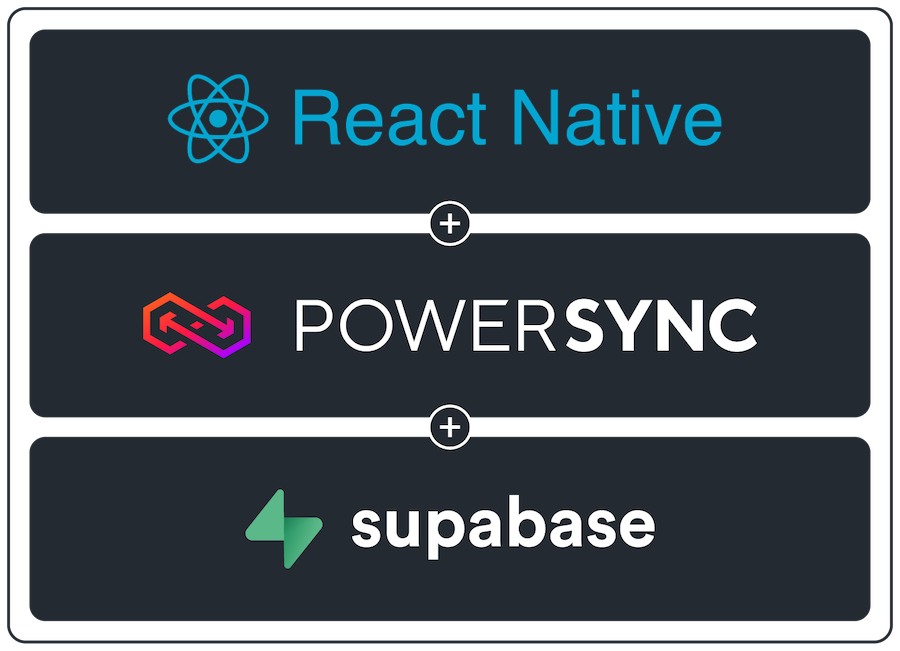 React Native
+
POWERSYNC
+
supabase